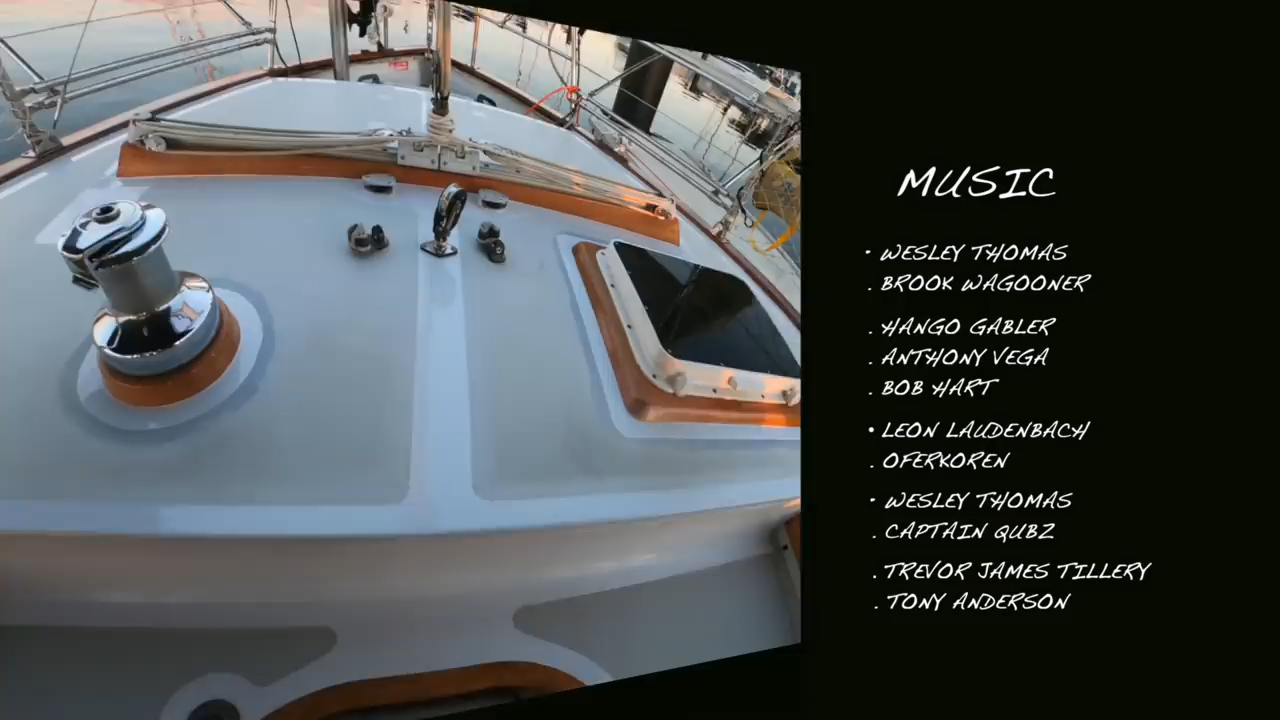 MUSIC
• WESLEY THOMAS
. BROOK WAGOONER
. HANGO GABLER
. ANTHONY VEGA
. BOB HART
• LEON LAUDENBACH
. OFERKOREN
• WESLEY THOMAS
. CAPTAIN QUBZ
. TREVOR JAMES TILLERY
. TONY ANDERSON